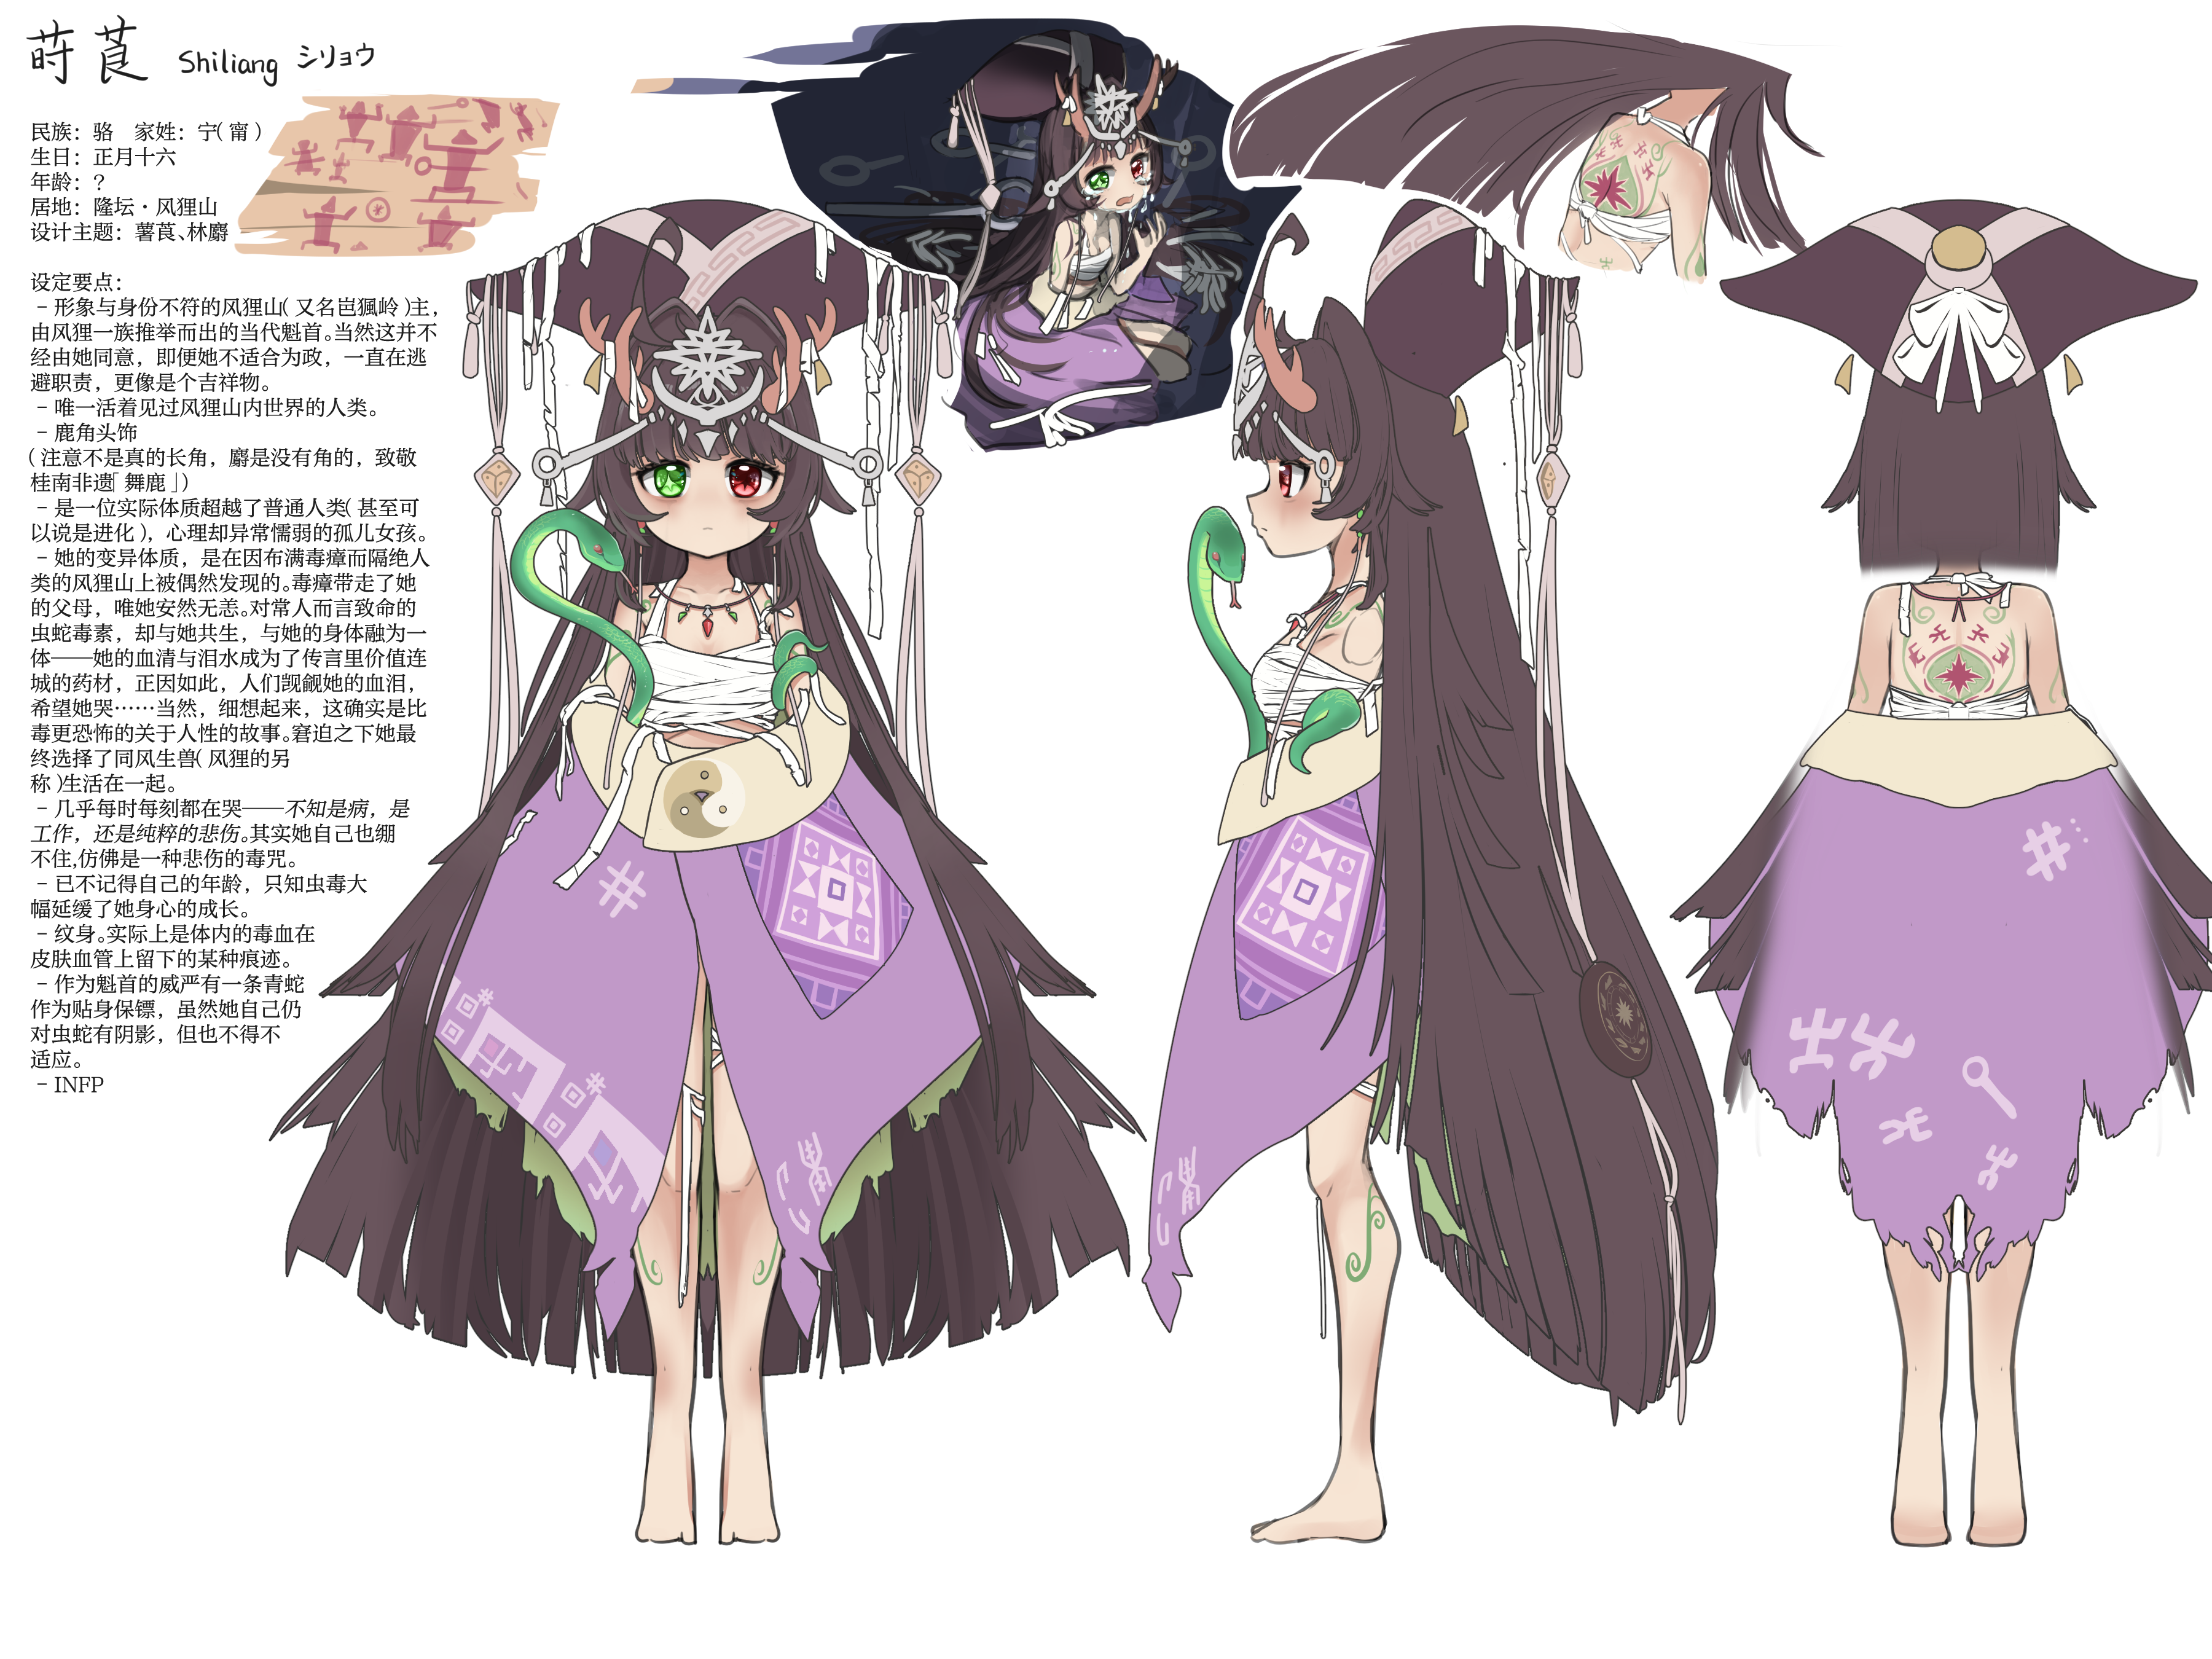 莳莨 Shiliang シリョウ
民族：骆　家姓：宁(甯)
生日：正月十六
年龄：?
居地：隆坛·风狸山
设计主题：薯莨、林麝
设定要点：
- 形象与身份不符的风狸山(又名岜猦岭)主，
由风狸一族推举而出的当代魁首。当然这并不
经由她同意，即便她不适合为政，一直在逃
避职责，更像是个吉祥物。
- 唯一活着见过风狸山内世界的人类。
- 鹿角头饰
(注意不是真的长角，麝是没有角的，致敬
桂南非遗「舞鹿」)
- 是一位实际体质超越了普通人类(甚至可
以说是进化)，心理却异常懦弱的孤儿女孩。
- 她的变异体质，是在因布满毒瘴而隔绝人
类的风狸山上被偶然发现的。毒瘴带走了她
的父母，唯她安然无恙。对常人而言致命的
虫蛇毒素，却与她共生，与她的身体融为一
体——她的血清与泪水成为了传言里价值连
城的药材，正因如此，人们觊觎她的血泪，
希望她哭……当然，细想起来，这确实是比
毒更恐怖的关于人性的故事。窘迫之下她最
终选择了同风生兽(风狸的另
称)生活在一起。
- 几乎每时每刻都在哭——不知是病，是
工作，还是纯粹的悲伤。其实她自己也绷
不住,仿佛是一种悲伤的毒咒。
- 已不记得自己的年龄，只知虫毒大
幅延缓了她身心的成长。
- 纹身。实际上是体内的毒血在
皮肤血管上留下的某种痕迹。
- 作为魁首的威严有一条青蛇
作为贴身保镖，虽然她自己仍
对虫蛇有阴影，但也不得不
适应。
- INFP